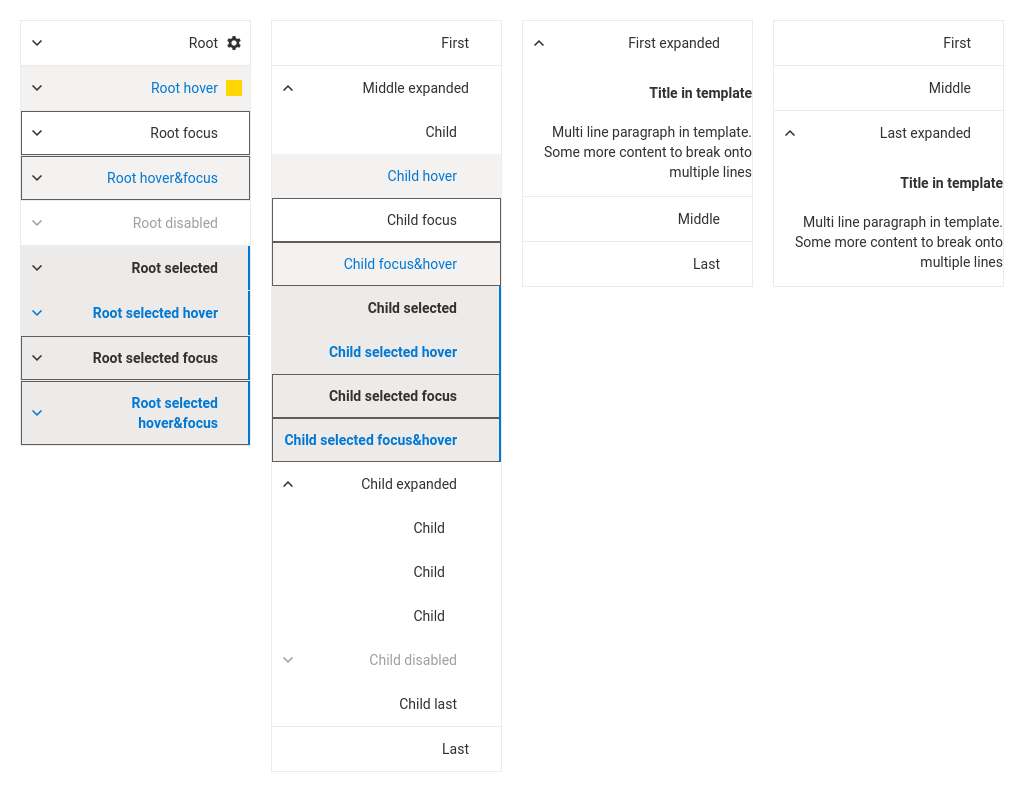 Root
Root hover
Root focus
Root hover&focus
Root disabled
Root selected
Root selected hover
Root selected focus
Root selected
hover&focus
First
Middle expanded
Child
Child hover
Child focus
Child focus&hover
Child selected
Child selected hover
Child selected focus
Child selected focus&hover
Child expanded
Child
Child
Child
Child disabled
Child last
Last
First expanded
Title in template
Multi line paragraph in template.
Some more content to break onto
multiple lines
Middle
Last
First
Middle
Last expanded
Title in template
Multi line paragraph in template.
Some more content to break onto
multiple lines